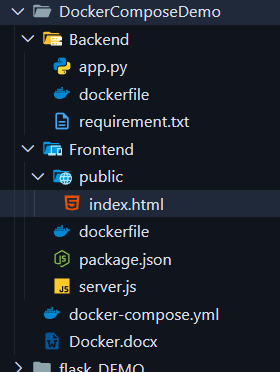 DockerComposeDemo
Backend
app.py
dockerfile
requirement.txt
Frontend
public
index.html
dockerfile
package.json
JS server.js
docker-compose.yml
W Docker.docx
flask_DEMO